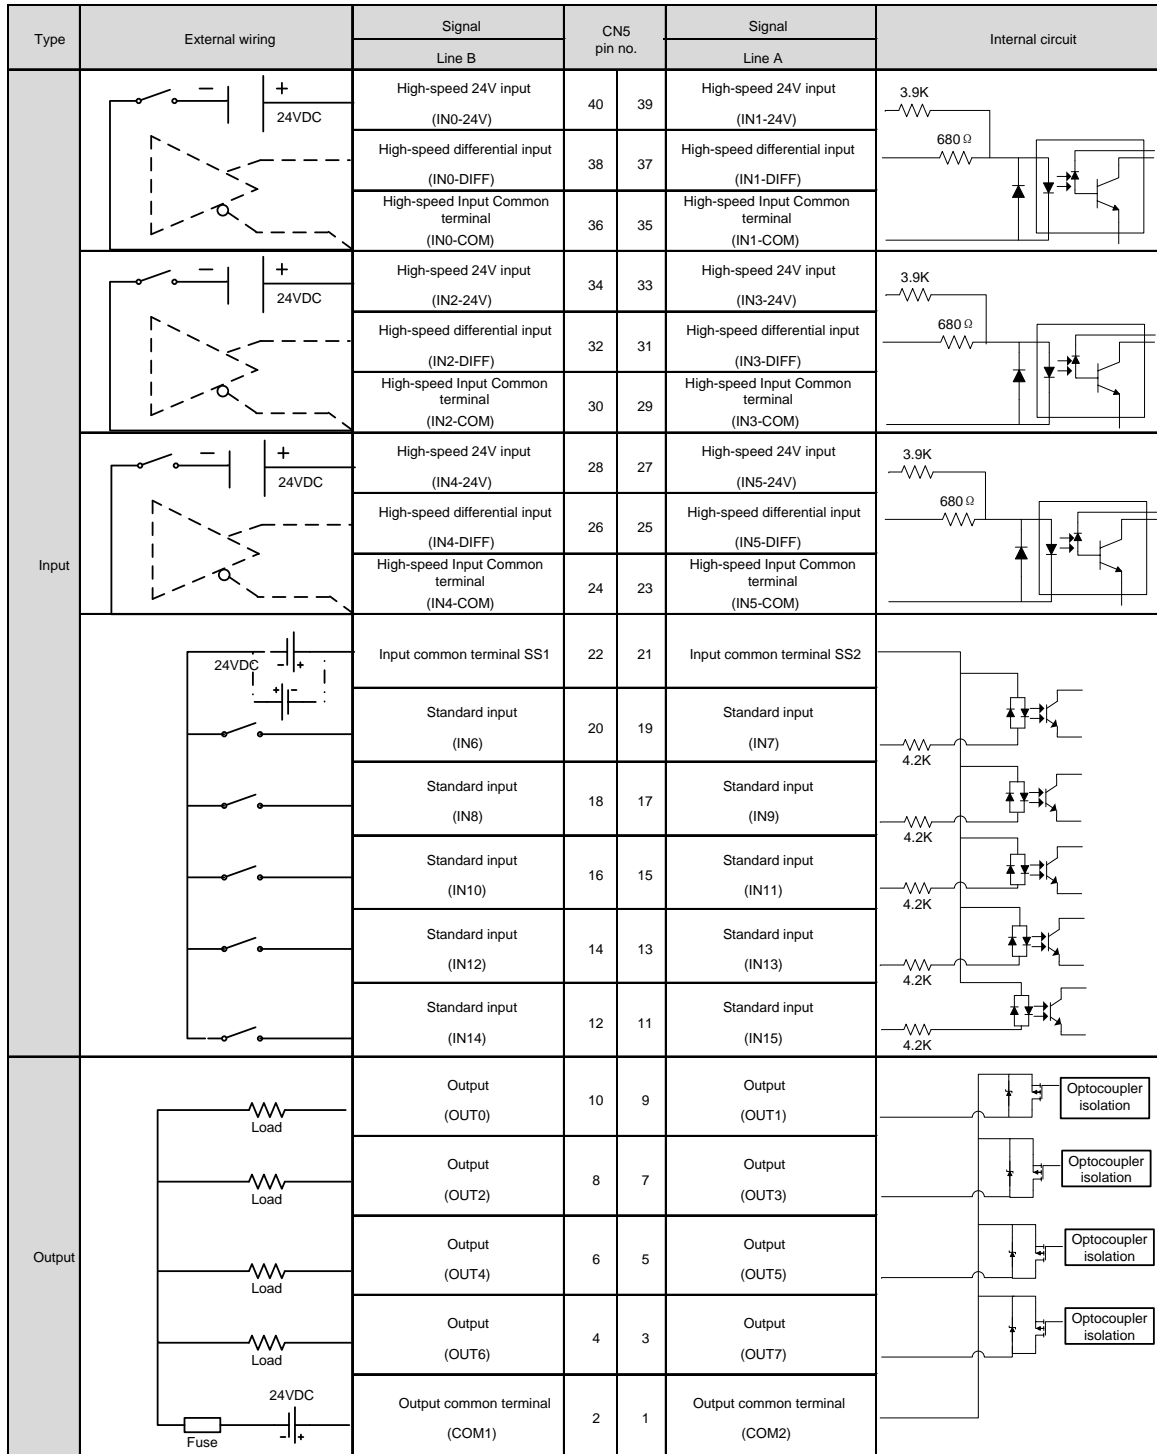 Type
External wiring
Signal
Line B
CN5
pin no.
Signal
Line A
Internal circuit
Input
24VDC
High-speed 24V input
(IN0-24V)
40
39
High-speed 24V input
(IN1-24V)
3.9K
680Ω
High-speed differential input
(IN0-DIFF)
38
37
High-speed differential input
(IN1-DIFF)
High-speed Input Common
terminal
(IN0-COM)
36
35
High-speed Input Common
terminal
(IN1-COM)
24VDC
High-speed 24V input
(IN2-24V)
34
33
High-speed 24V input
(IN3-24V)
3.9K
680Ω
High-speed differential input
(IN2-DIFF)
32
31
High-speed differential input
(IN3-DIFF)
High-speed Input Common
terminal
(IN2-COM)
30
29
High-speed Input Common
terminal
(IN3-COM)
24VDC
High-speed 24V input
(IN4-24V)
28
27
High-speed 24V input
(IN5-24V)
3.9K
680Ω
High-speed differential input
(IN4-DIFF)
26
25
High-speed differential input
(IN5-DIFF)
High-speed Input Common
terminal
(IN4-COM)
24
23
High-speed Input Common
terminal
(IN5-COM)
24VDC
Input common terminal SS1
22
21
Input common terminal SS2
Standard input
(IN6)
20
19
Standard input
(IN7)
4.2K
Standard input
(IN8)
18
17
Standard input
(IN9)
4.2K
Standard input
(IN10)
16
15
Standard input
(IN11)
4.2K
Standard input
(IN12)
14
13
Standard input
(IN13)
4.2K
Standard input
(IN14)
12
11
Standard input
(IN15)
4.2K
Output
Load
Output
(OUT0)
10
9
Output
(OUT1)
Optocoupler
isolation
Load
Output
(OUT2)
8
7
Output
(OUT3)
Optocoupler
isolation
Load
Output
(OUT4)
6
5
Output
(OUT5)
Optocoupler
isolation
Load
Output
(OUT6)
4
3
Output
(OUT7)
Optocoupler
isolation
24VDC
Fuse
Output common terminal
(COM1)
2
1
Output common terminal
(COM2)